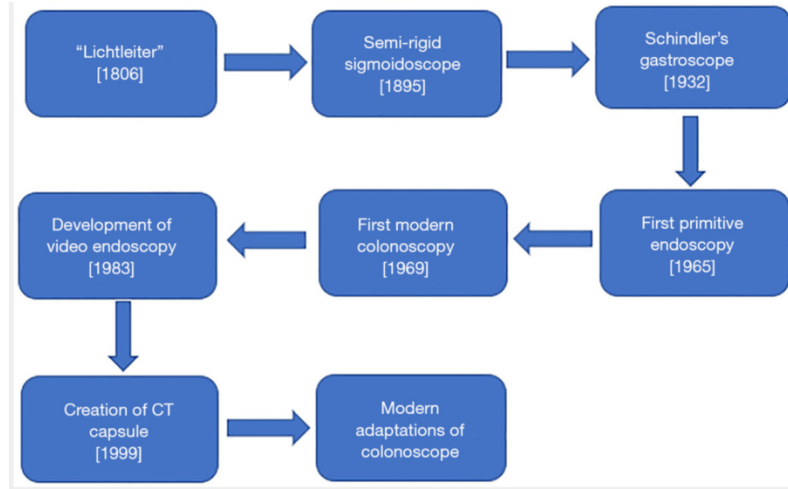 “Lichtleiter”
[1806]
Semi-rigid
sigmoidoscope
[1895]
Schindler’s
gastroscope
[1932]
First primitive
endoscopy
[1965]
First modern
colonoscopy
[1969]
Development of
video endoscopy
[1983]
Creation of CT
capsule
[1999]
Modern
adaptations of
colonoscope